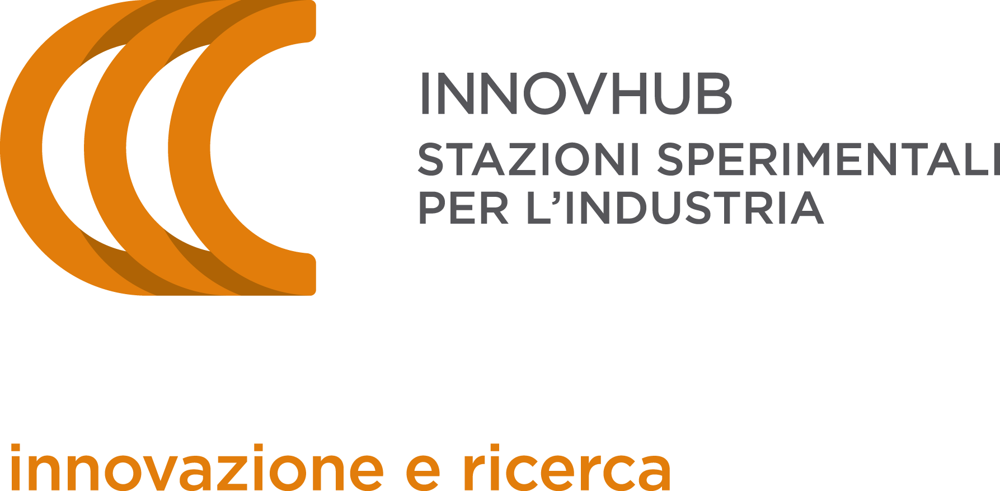 INNOVHUB
STAZIONI SPERIMENTALI
PER L’INDUSTRIA
innovazione e ricerca